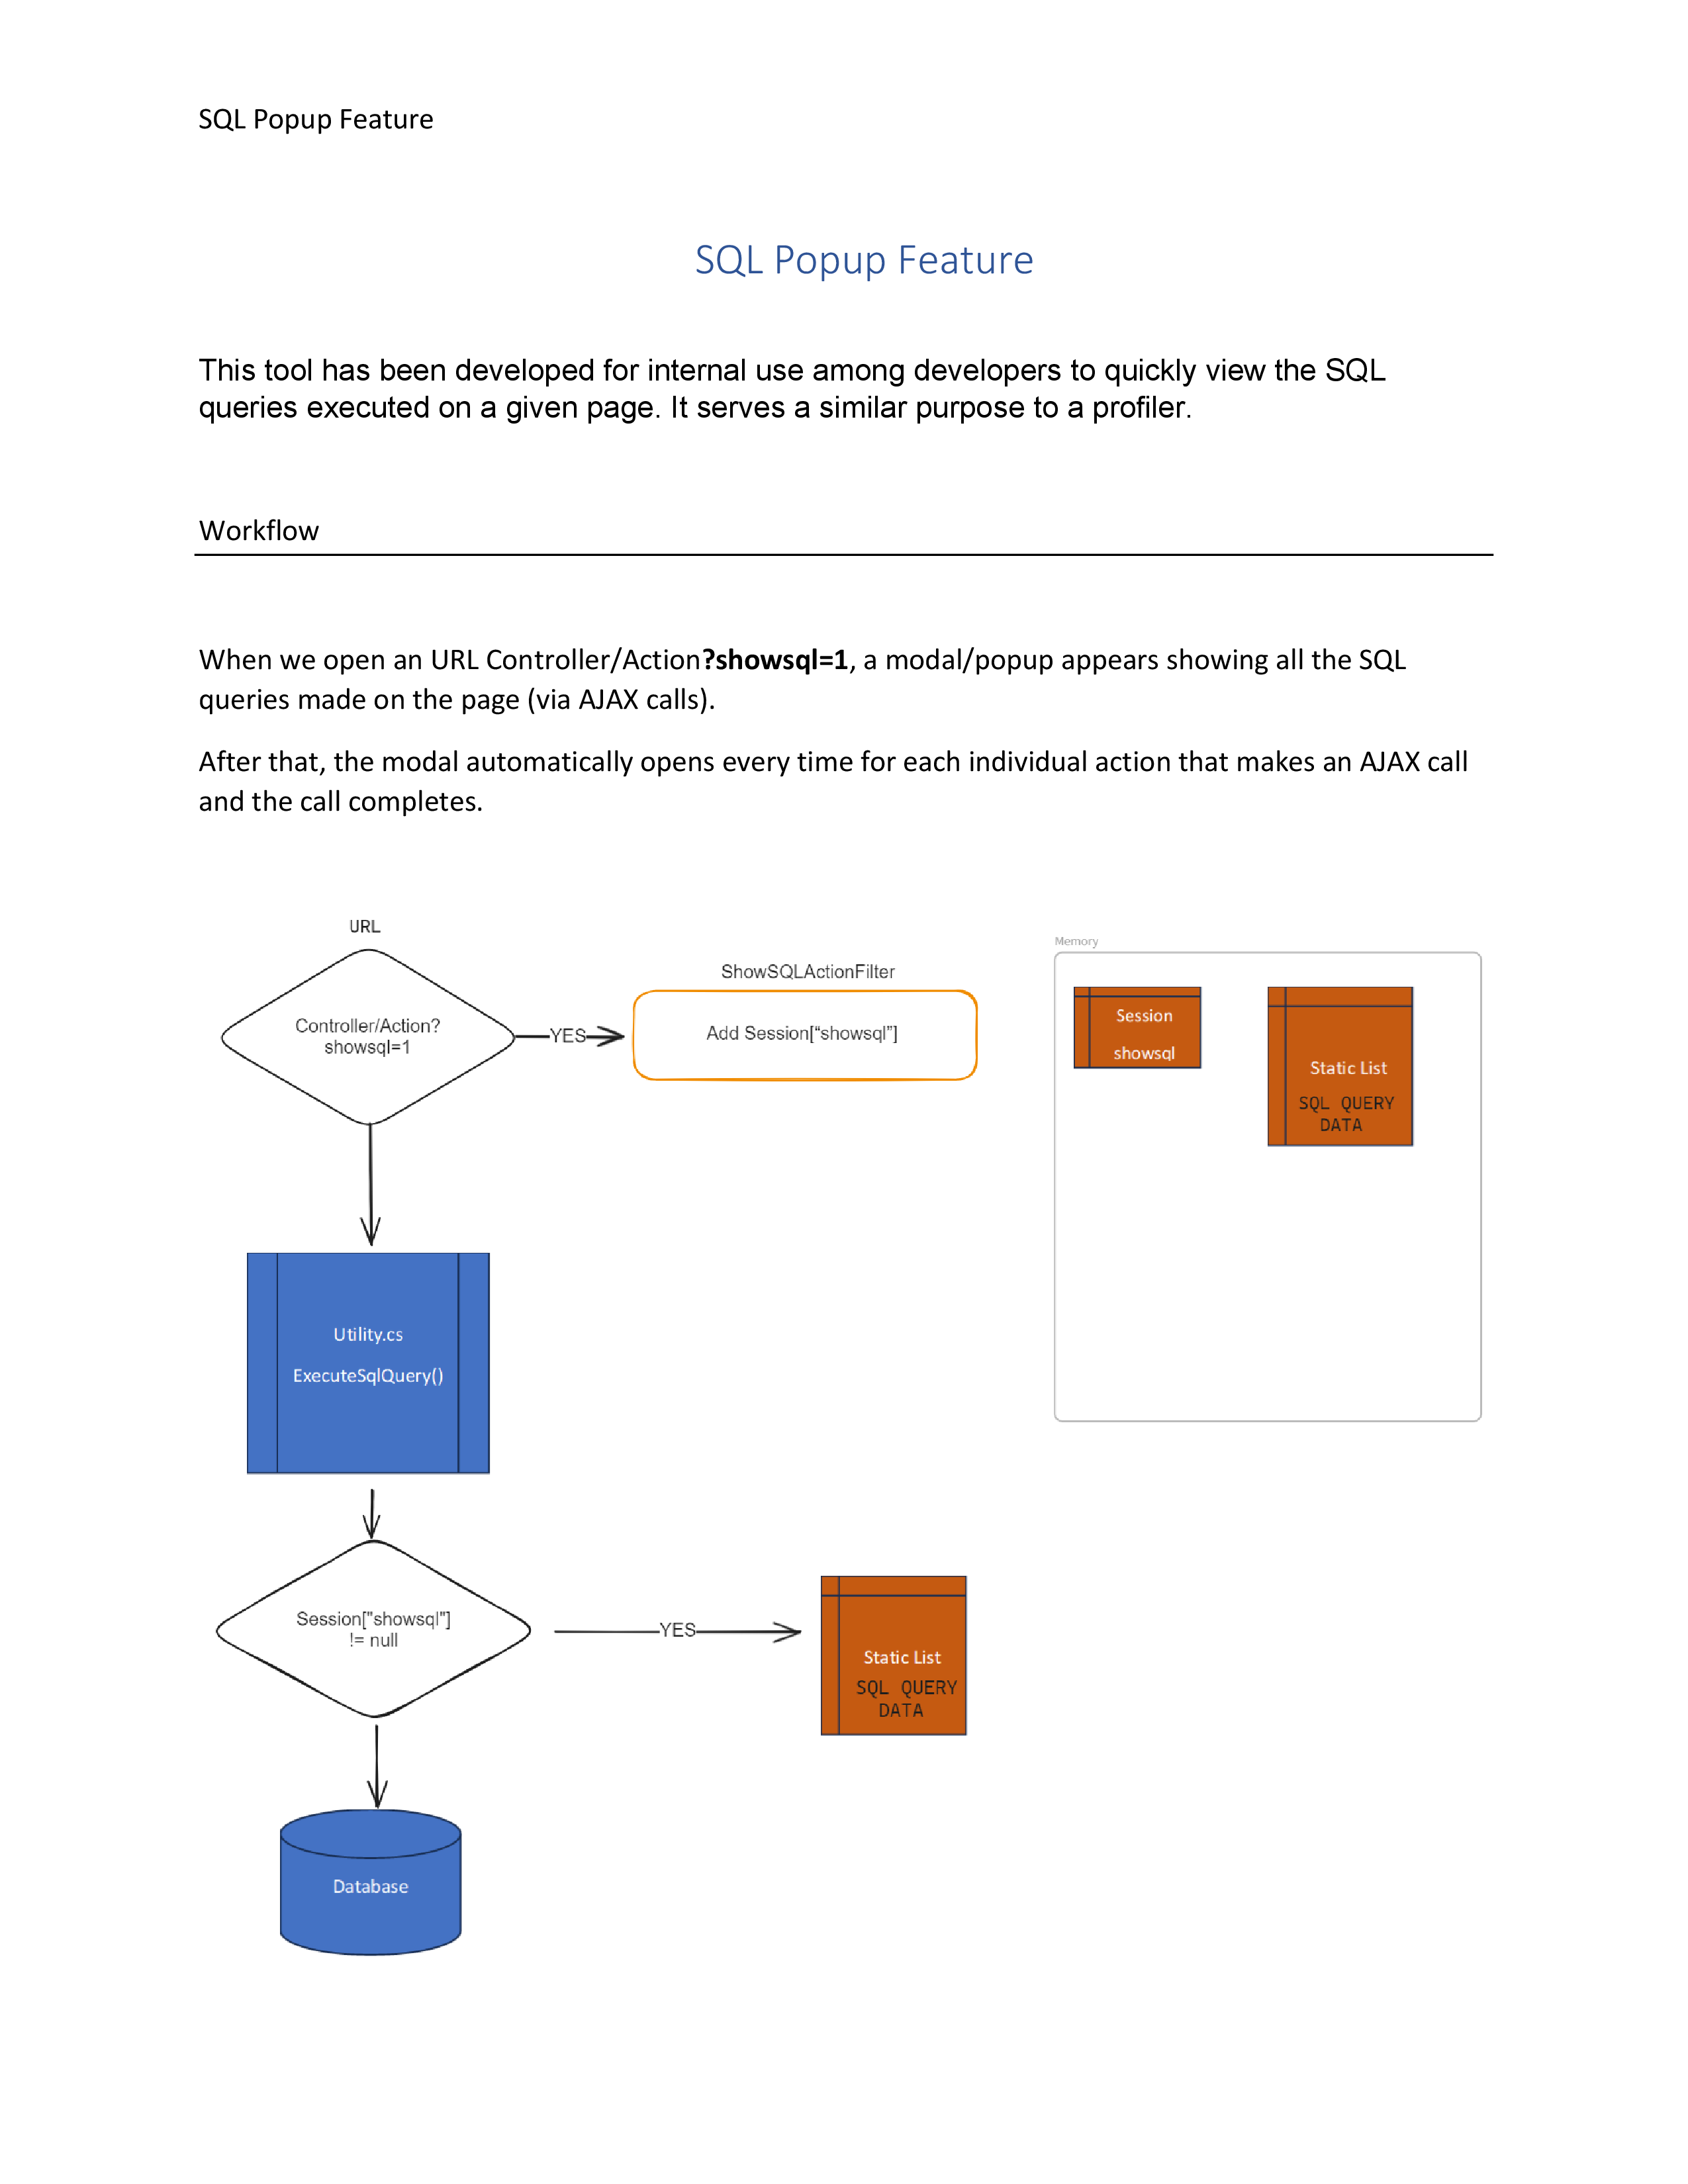 SQL Popup Feature
SQL Popup Feature
This tool has been developed for internal use among developers to quickly view the SQL
queries executed on a given page. It serves a similar purpose to a profiler.
Workflow
When we open an URL Controller/Action?showsql=1, a modal/popup appears showing all the SQL
queries made on the page (via AJAX calls).
After that, the modal automatically opens every time for each individual action that makes an AJAX call
and the call completes.
URL
Controller/Action?
showsql=1
YES
ShowSQLActionFilter
Add Session[“showsql”]
Memory
Session
showsql
Static List
SQL QUERY
DATA
Utility.cs
ExecuteSqlQuery()
Session["showsql"]
!= null
YES
Static List
SQL QUERY
DATA
Database